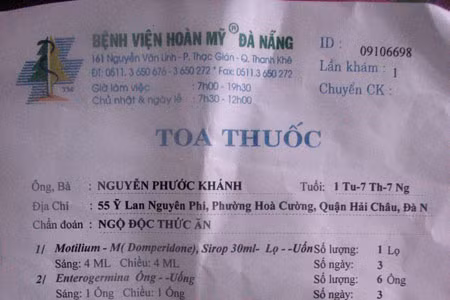 BỆNH VIỆN HOÀN MỸ ® ĐÀ NẴNG
161 Nguyễn Văn Linh - P. Thạc Gián - Q. Thanh Khê
ĐT: 0511. 3 650 676 - 3 650 272 * Fax: 0511.3 650 272
Giờ làm việc : 7h00 - 19h30
Chủ nhật & ngày lễ : 7h30 - 12h00
TM
ID : 09106698
Lần khám : 1
Chuyển CK :
TOA THUỐC
Ông, Bà : NGUYỄN PHƯỚC KHÁNH Tuổi: 1 Tu-7 Th-7 Ng
Địa Chỉ : 55 Ỷ Lan Nguyên Phi, Phường Hoà Cường, Quận Hải Châu, Đà N
Chẩn đoán : NGỘ ĐỘC THỨC ĂN
1/ Motilium - M( Domperidone), Sirop 30ml- Lọ - -Uốn Số lượng: 1 Lọ
Sáng: 4 ML Chiều: 4 ML Số ngày: 3
2/ Enterogermina Ống - -Uống Số lượng: 6 Ống
Sáng: 1 Ống Chiều: 1 Ống Số ngày: 3